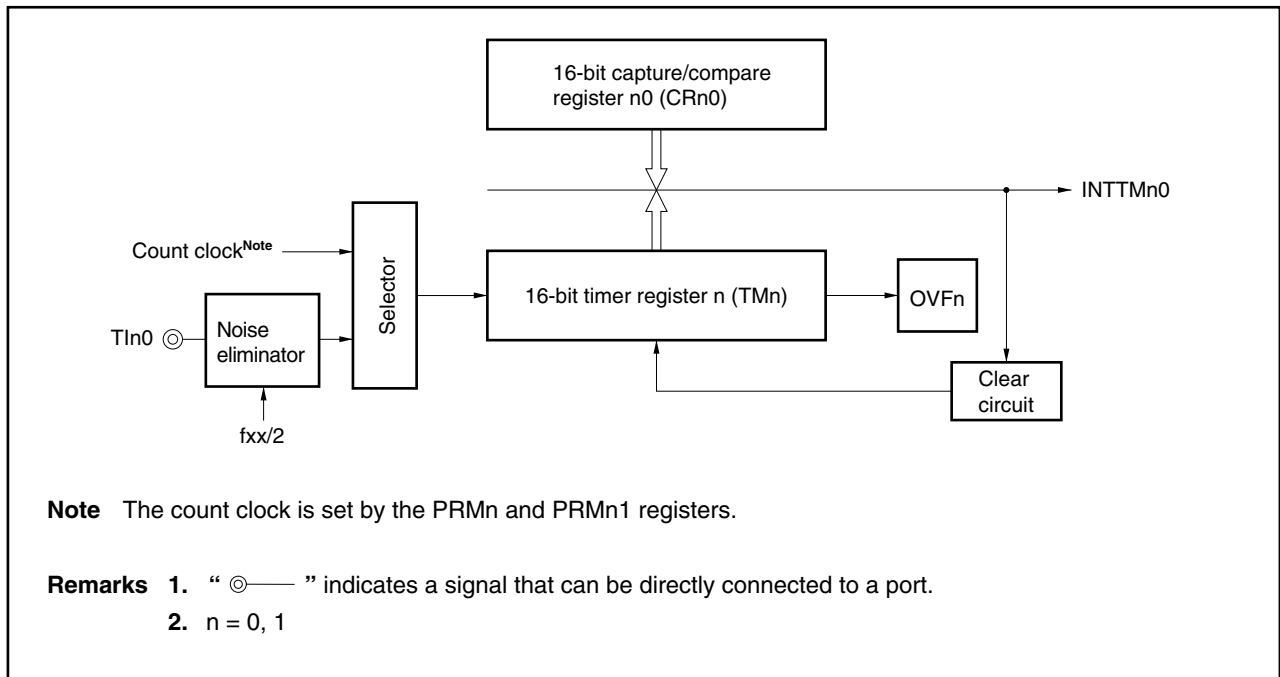 16-bit capture/compare
register n0 (CRn0)
INTTMn0
Count clockNote
Selector
16-bit timer register n (TMn)
OVFn
TIn0
Noise
eliminator
Clear
circuit
fxx/2
Note The count clock is set by the PRMn and PRMn1 registers.
Remarks 1. “ ” indicates a signal that can be directly connected to a port.
2. n = 0, 1